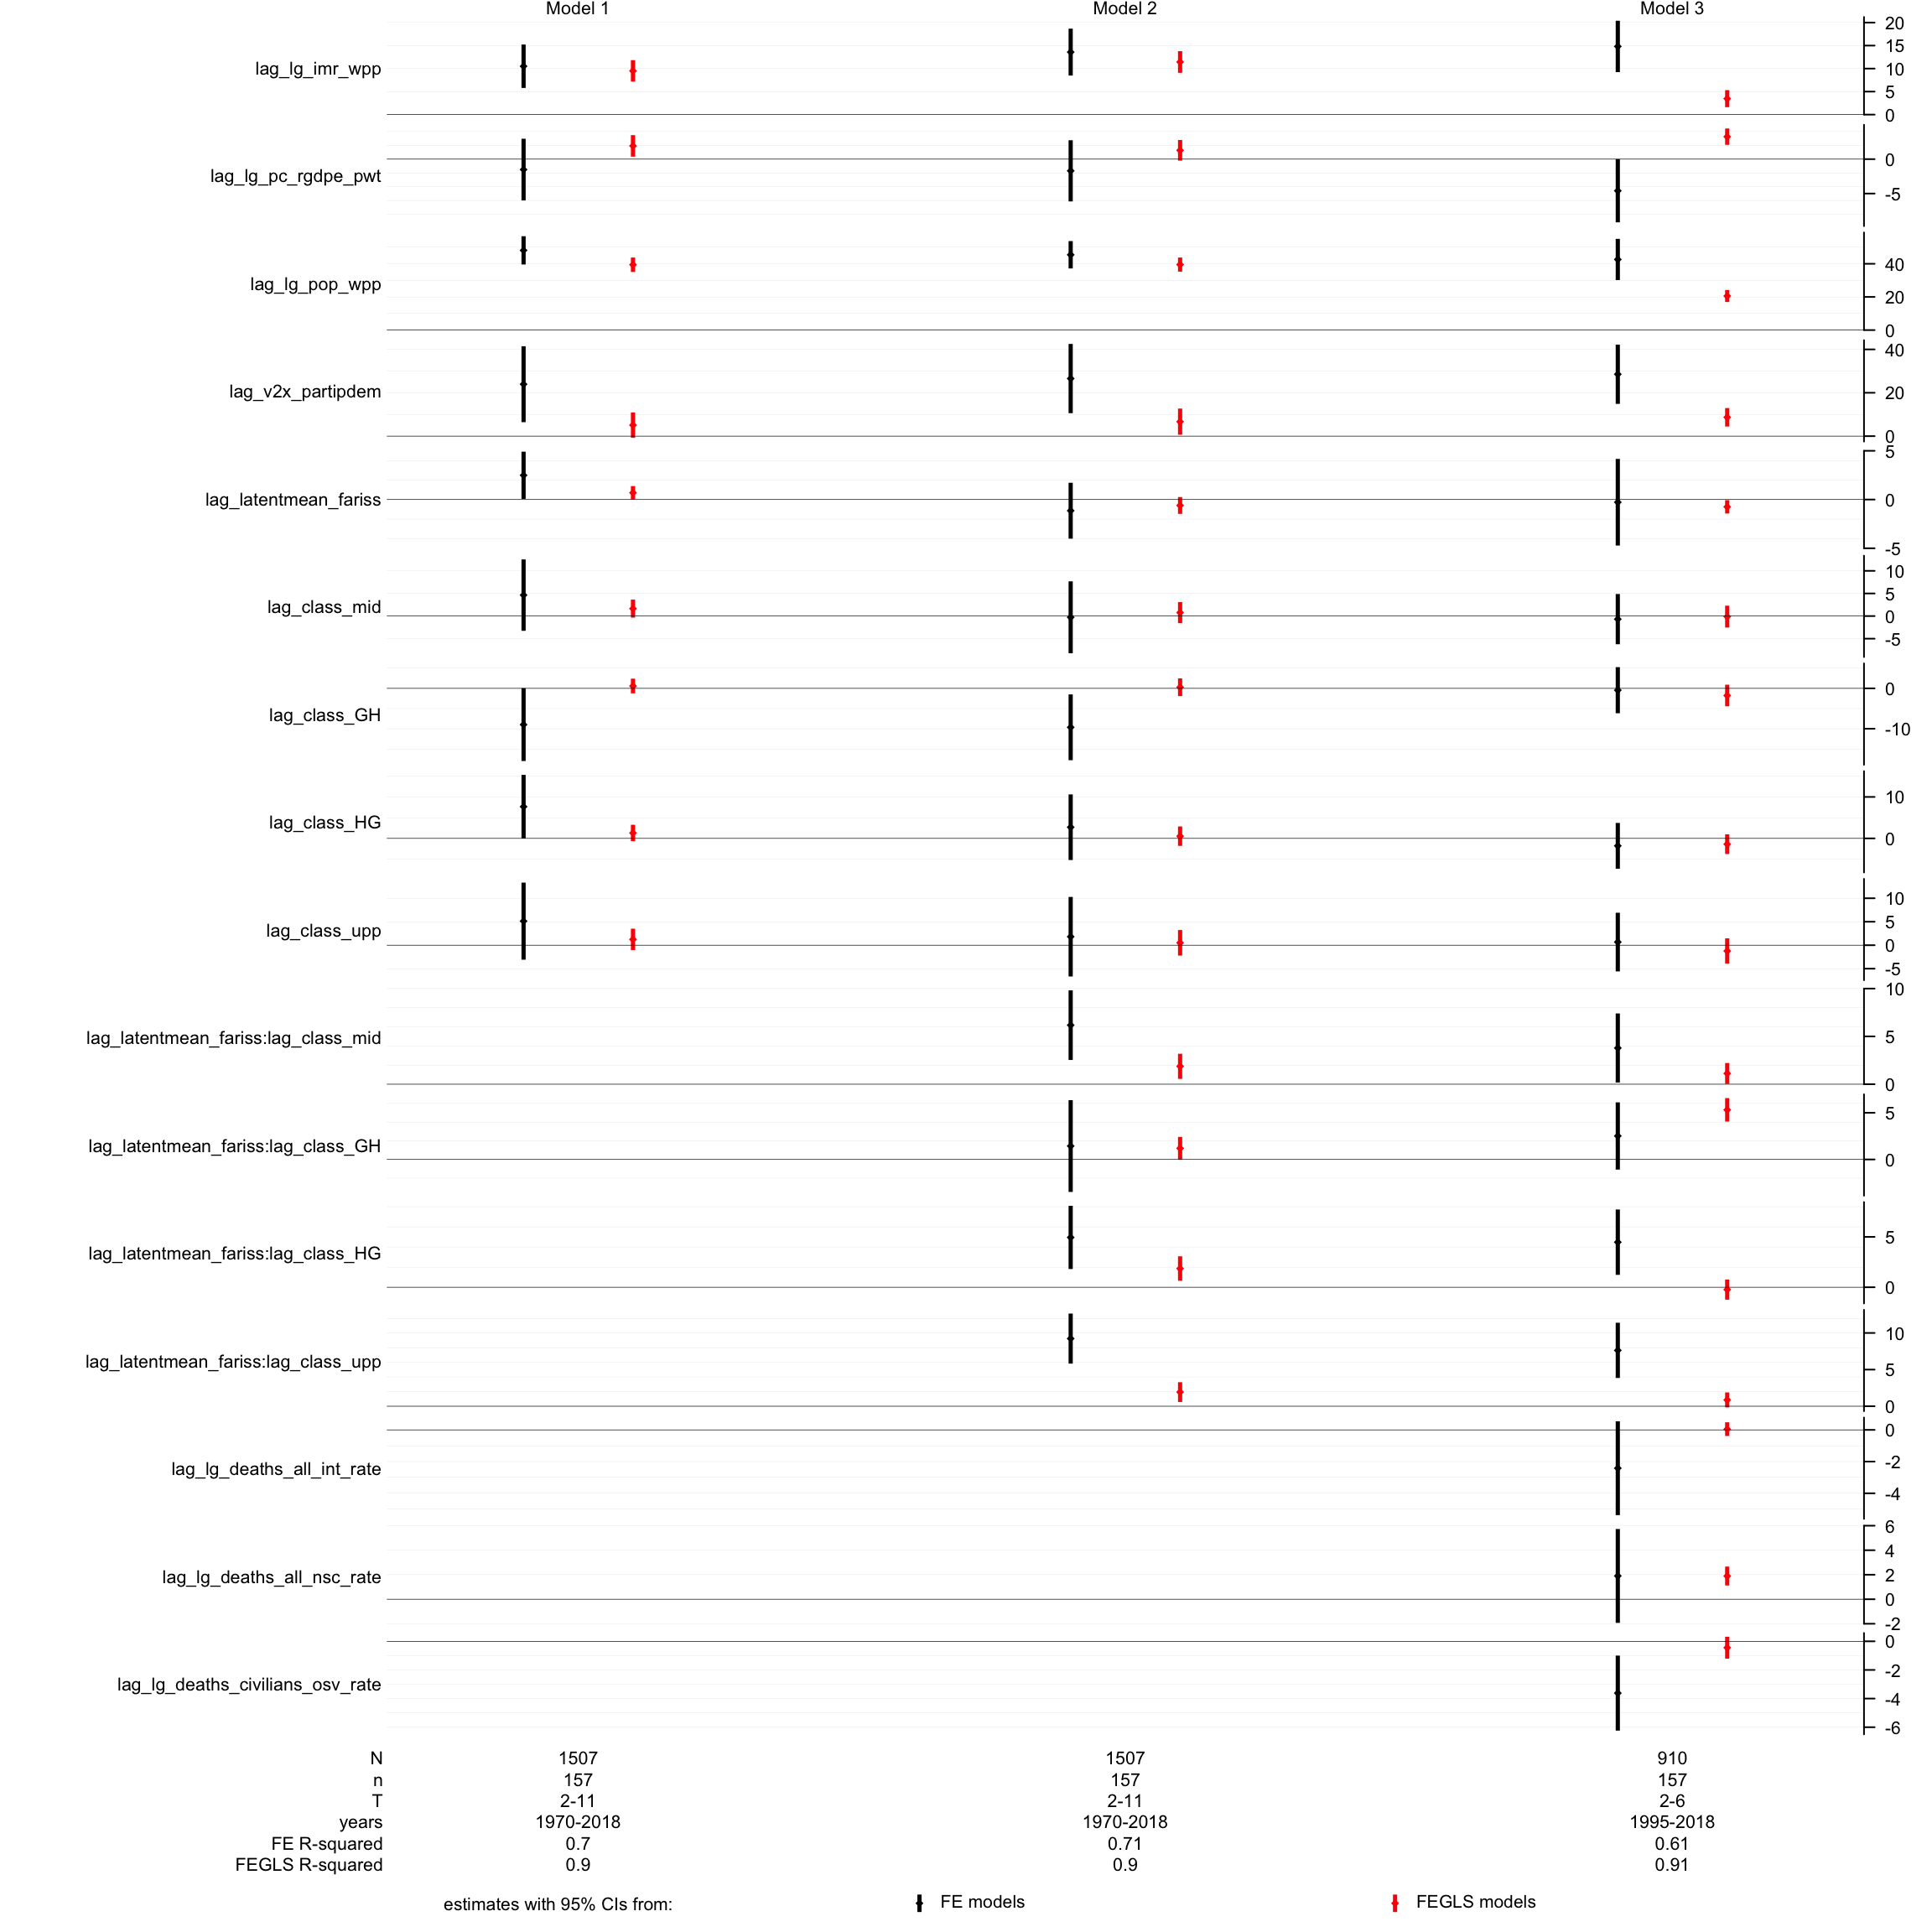 Model 1 Model 2 Model 3
lag_lg_imr_wpp 20
15
10
5
0
lag_lg_pc_rgdpe_pwt 0
-5
lag_lg_pop_wpp 40
20
0
lag_v2x_partipdem 40
20
0
lag_latentmean_fariss 5
0
-5
lag_class_mid 10
5
0
-5
lag_class_GH 0
-10
lag_class_HG 10
0
lag_class_upp 10
5
0
-5
lag_latentmean_fariss:lag_class_mid 10
5
0
lag_latentmean_fariss:lag_class_GH 5
0
lag_latentmean_fariss:lag_class_HG 5
0
lag_latentmean_fariss:lag_class_upp 10
5
0
lag_lg_deaths_all_int_rate 0
-2
-4
lag_lg_deaths_all_nsc_rate 6
4
2
0
-2
lag_lg_deaths_civilians_osv_rate 0
-2
-4
-6
N 1507 1507 910
n 157 157 157
T 2-11 2-11 2-6
years 1970-2018 1970-2018 1995-2018
FE R-squared 0.7 0.71 0.61
FEGLS R-squared 0.9 0.9 0.91
estimates with 95% CIs from: FE models FEGLS models